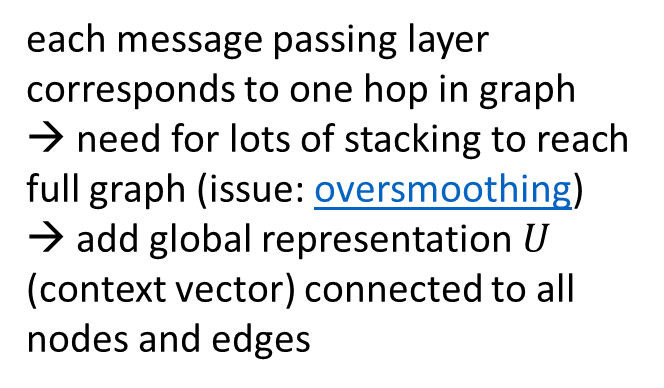 each message passing layer
corresponds to one hop in graph
→ need for lots of stacking to reach
full graph (issue: oversmoothing)
→ add global representation U
(context vector) connected to all
nodes and edges